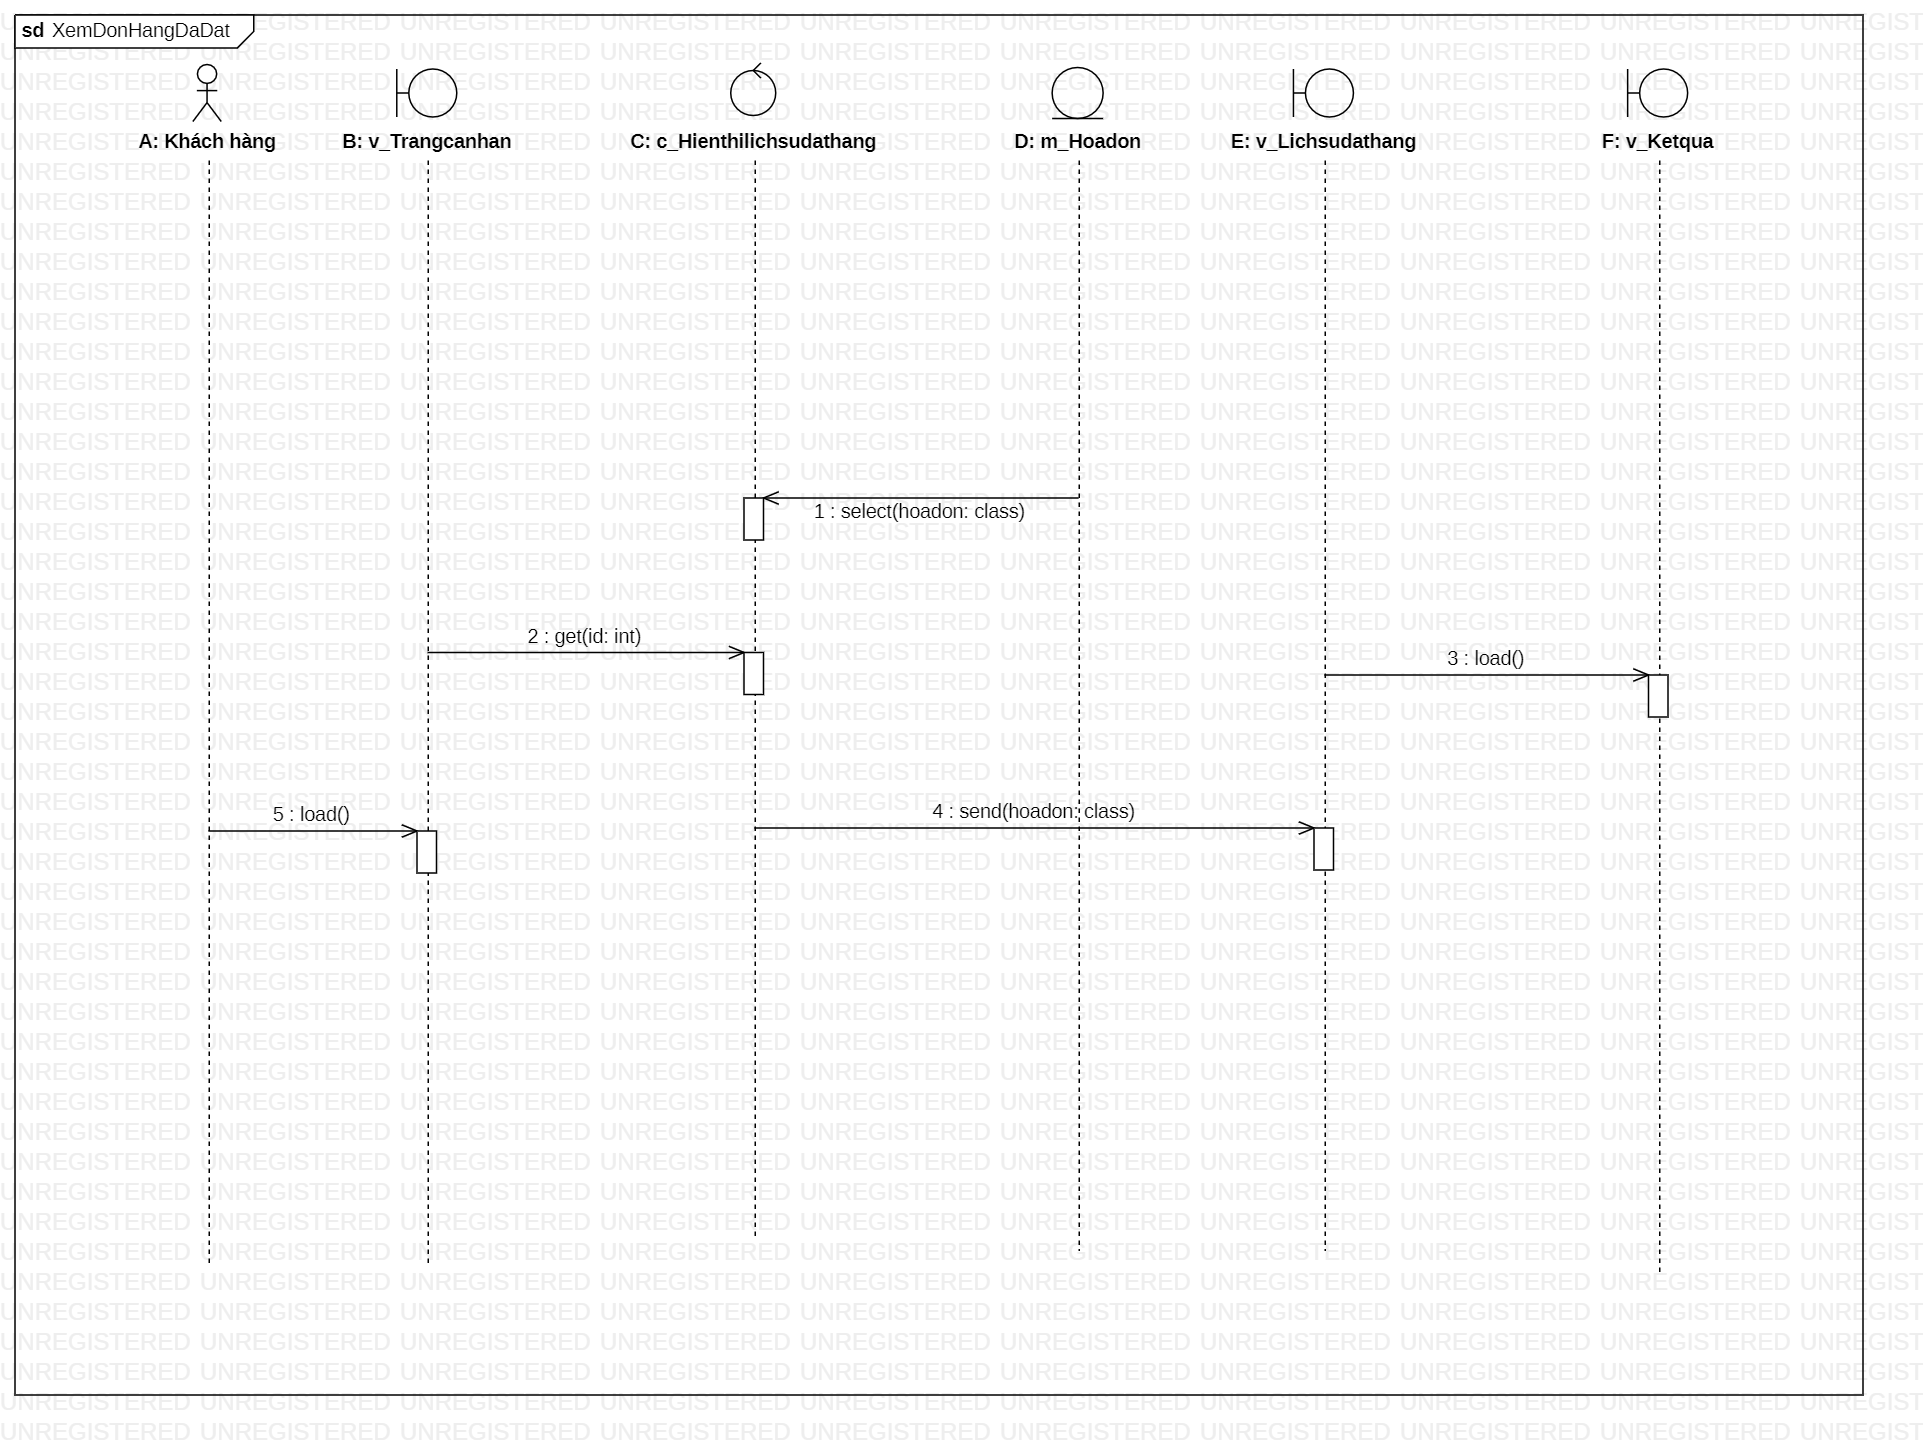 sd XemDonHangDaDat
A: Khách hàng
B: v_Trangcanhan
C: c_Hienthilichsudathang
D: m_Hoadon
E: v_Lichsudathang
F: v_Ketqua
1 : select(hoadon: class)
2 : get(id: int)
3 : load()
4 : send(hoadon: class)
5 : load()
UNREGISTERED